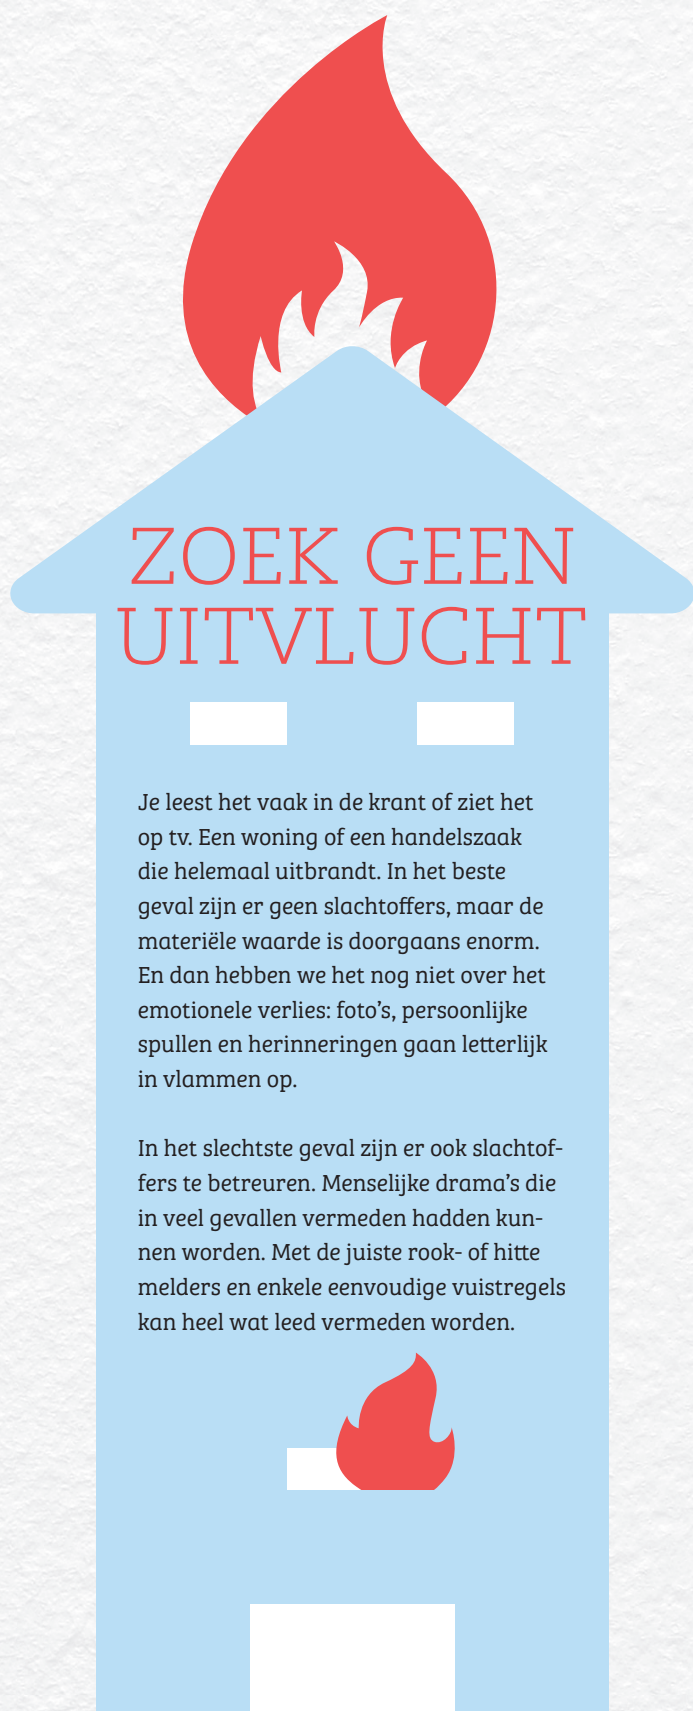 ZOEK GEEN
UITVLUCHT
Je leest het vaak in de krant of ziet het
op tv. Een woning of een handelszaak
die helemaal uitbrandt. In het beste
geval zijn er geen slachtoffers, maar de
materiële waarde is doorgaans enorm.
En dan hebben we het nog niet over het
emotionele verlies: foto’s, persoonlijke
spullen en herinneringen gaan letterlijk
in vlammen op.
In het slechtste geval zijn er ook slachtof-
fers te betreuren. Menselijke drama’s die
in veel gevallen vermeden hadden kun-
nen worden. Met de juiste rook- of hitte
melders en enkele eenvoudige vuistregels
kan heel wat leed vermeden worden.